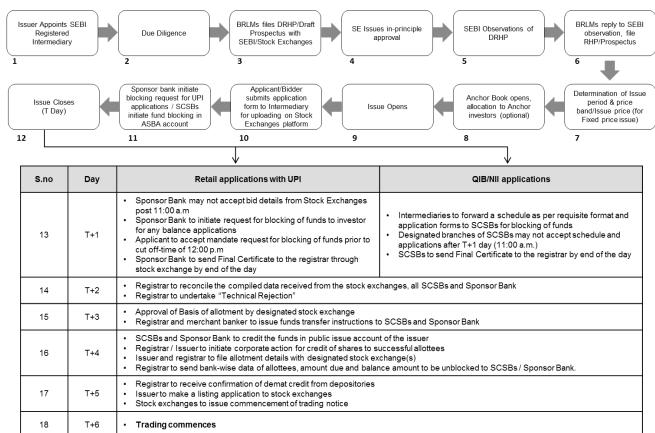 Issuer Appoints SEBI
Registered
Intermediary
1
Due Diligence
2
BRLMs files DRHP/Draft
Prospectus with
SEBI/Stock Exchanges
3
SE Issues in-principle
approval
4
SEBI Observations of
DRHP
5
BRLMs reply to SEBI
observation, file
RHP/Prospectus
6
Determination of Issue
period & price
band/Issue price (for
Fixed price issue)
7
Anchor Book opens,
allocation to Anchor
investors (optional)
8
Issue Opens
9
Applicant/Bidder
submits application
form to Intermediary
for uploading on Stock
Exchanges platform
10
Sponsor bank initiate
blocking request for UPI
applications / SCSBs
initiate fund blocking in
ASBA account
11
Issue Closes
(T Day)
12
S.no
Day
Retail applications with UPI
QIB/NII applications
13
T+1
• Sponsor Bank may not accept bid details from Stock Exchanges
post 11:00 a.m
• Sponsor Bank to initiate request for blocking of funds to investor
for any balance applications
• Applicant to accept mandate request for blocking of funds prior to
cut off-time of 12:00 p.m
• Sponsor Bank to send Final Certificate to the registrar through
stock exchange by end of the day
• Intermediaries to forward a schedule as per requisite format and
application forms to SCSBs for blocking of funds
• Designated branches of SCSBs may not accept schedule and
applications after T+1 day (11:00 a.m.)
• SCSBs to send Final Certificate to the registrar by end of the day
14
T+2
• Registrar to reconcile the compiled data received from the stock exchanges, all SCSBs and Sponsor Bank
• Registrar to undertake “Technical Rejection”
15
T+3
• Approval of Basis of allotment by designated stock exchange
• Registrar and merchant banker to issue funds transfer instructions to SCSBs and Sponsor Bank
16
T+4
• SCSBs and Sponsor Bank to credit the funds in public issue account of the issuer
• Registrar / Issuer to initiate corporate action for credit of shares to successful allottees
• Issuer and registrar to file allotment details with designated stock exchange(s)
• Registrar to send bank-wise data of allottees, amount due and balance amount to be unblocked to SCSBs / Sponsor Bank.
17
T+5
• Registrar to receive confirmation of demat credit from depositories
• Issuer to make a listing application to stock exchanges
• Stock exchanges to issue commencement of trading notice
18
T+6
• Trading commences